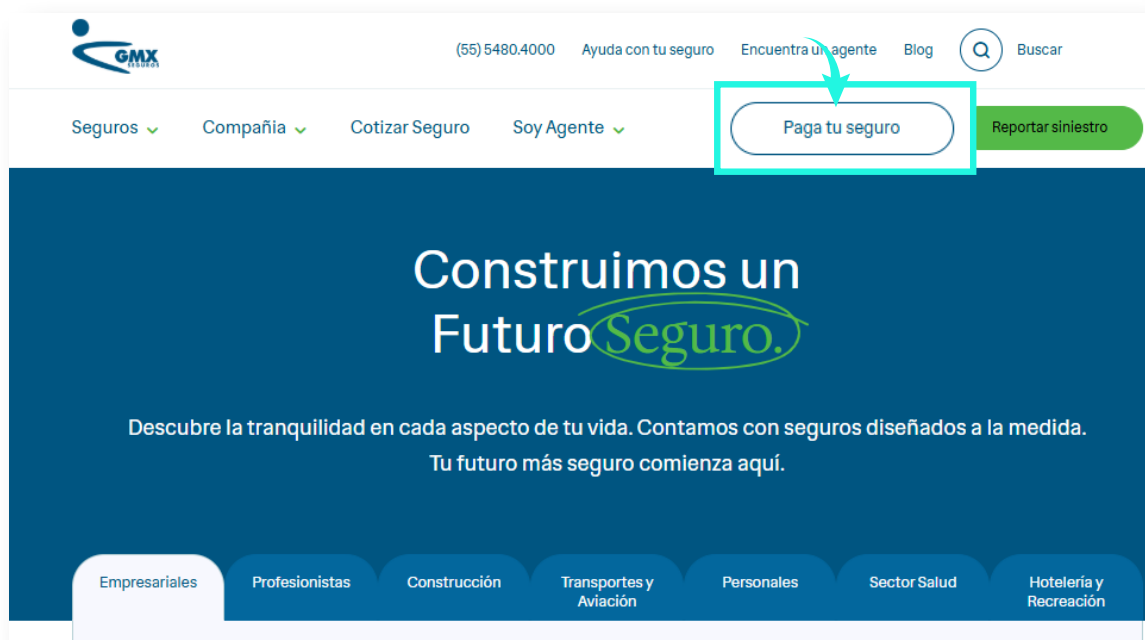 GMX
SEGUROS
(55) 5480.4000 Ayuda con tu seguro Encuentra un agente Blog Buscar
Seguros Compañia Cotizar Seguro Soy Agente Paga tu seguro Reportar siniestro
Construimos un
Futuro Seguro.
Descubre la tranquilidad en cada aspecto de tu vida. Contamos con seguros diseñados a la medida.
Tu futuro más seguro comienza aquí.
Empresariales Profesionistas Construcción Transportes y Aviación Personales Sector Salud Hotelería y Recreación